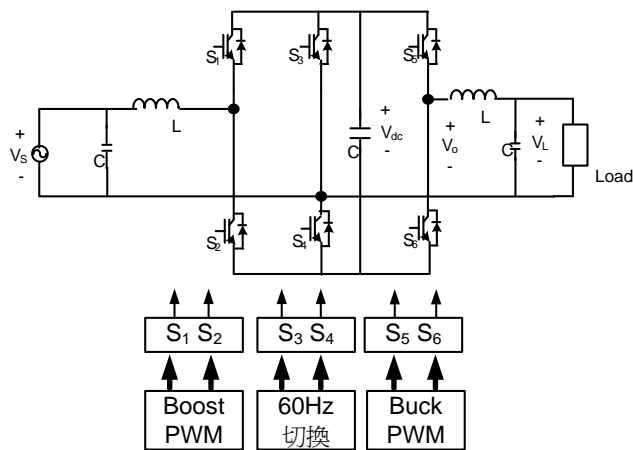 S1
S3
S5
+
VS
-
L
C
C
+
Vdc
-
+
Vo
-
L
C
+
VL
-
Load
S2
S4
S6
S1 S2
S3 S4
S5 S6
Boost
PWM
60Hz
切換
Buck
PWM